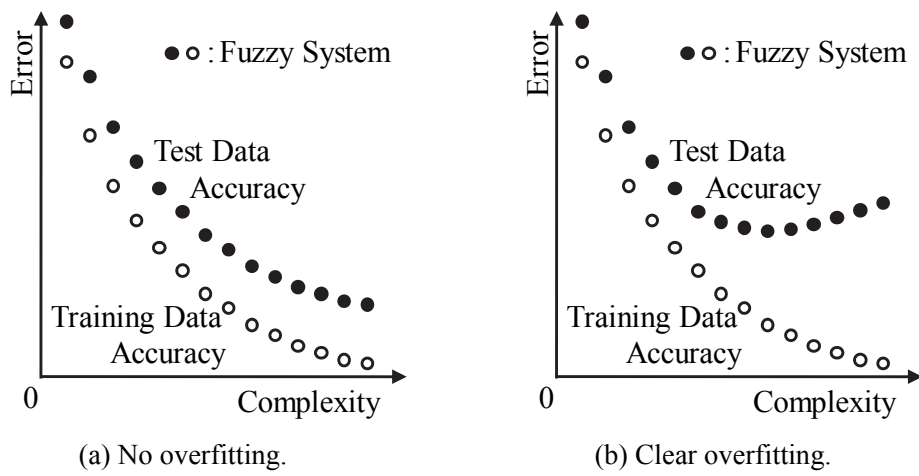 Error
: Fuzzy System
Test Data
Accuracy
Training Data
Accuracy
0
Complexity
(a) No overfitting.
Error
: Fuzzy System
Test Data
Accuracy
Training Data
Accuracy
0
Complexity
(b) Clear overfitting.